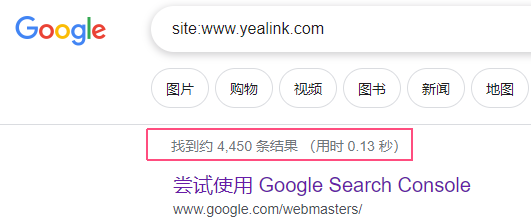 Google
site:www.yealink.com
图片 购物 视频 图书 新闻 地图
找到约 4,450 条结果 （用时 0.13 秒）
尝试使用 Google Search Console
www.google.com/webmasters/